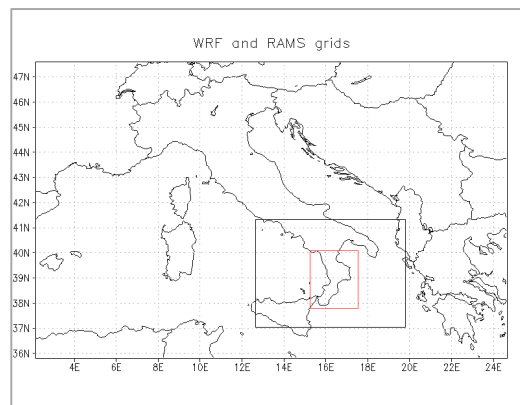 WRF and RAMS grids
47N
46N
45N
44N
43N
42N
41N
40N
39N
38N
37N
36N
4E 6E 8E 10E 12E 14E 16E 18E 20E 22E 24E